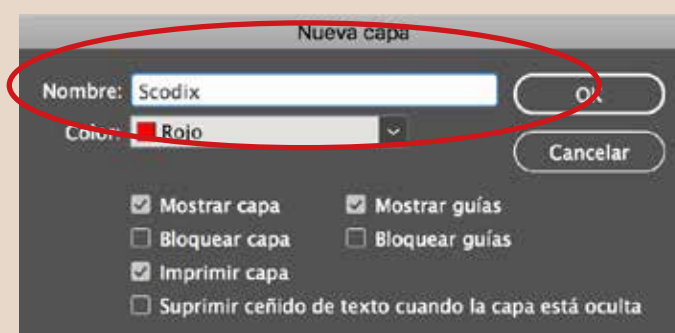 Nueva capa
Nombre: Scodix
OK
Color: Rojo
Cancelar
Mostrar capa
Mostrar guías
Bloquear capa
Bloquear guías
Imprimir capa
Suprimir ceñido de texto cuando la capa está oculta